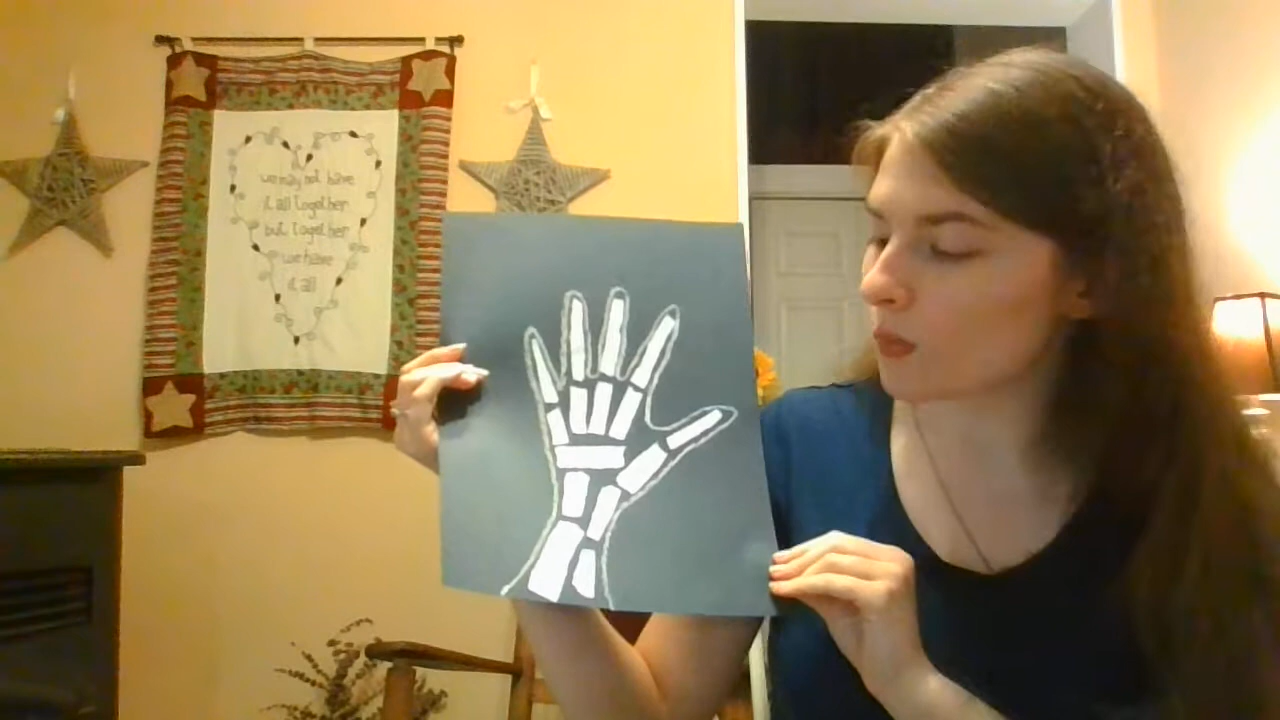 we may not have
it all together
but together
we have
it all